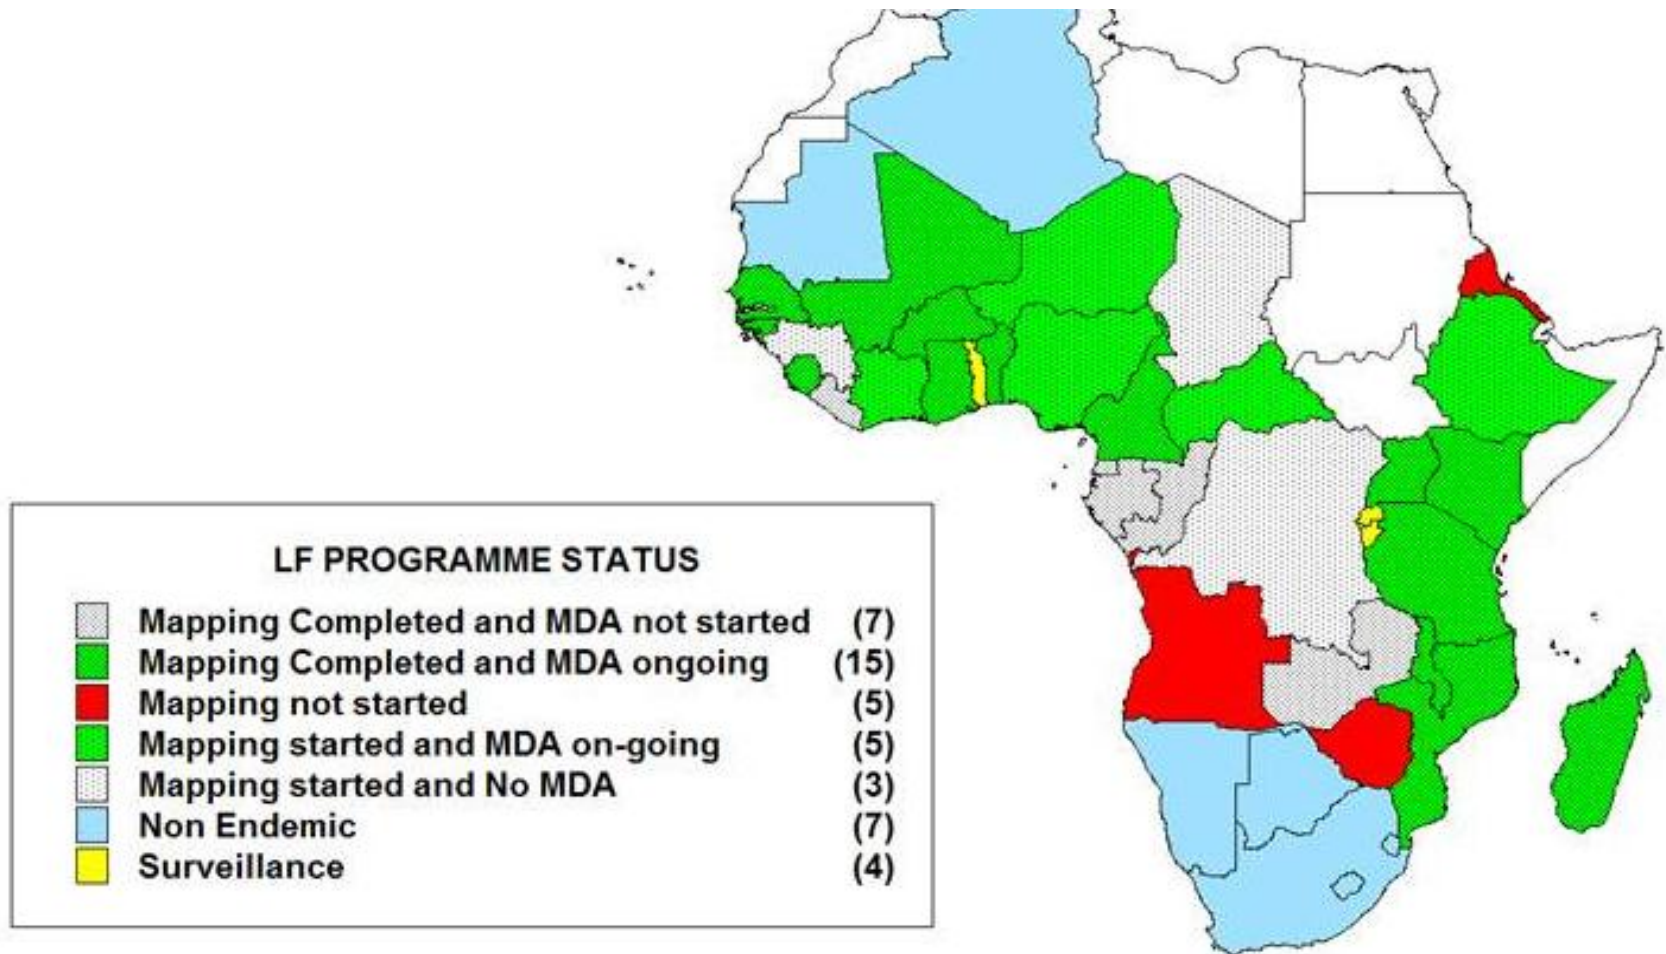 LF PROGRAMME STATUS
Mapping Completed and MDA not started (7)
Mapping Completed and MDA ongoing (15)
Mapping not started (5)
Mapping started and MDA on-going (5)
Mapping started and No MDA (3)
Non Endemic (7)
Surveillance (4)